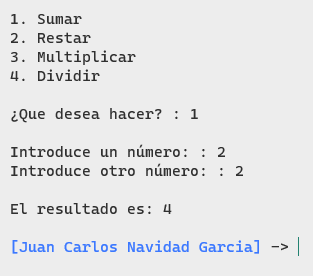 1. Sumar
2. Restar
3. Multiplicar
4. Dividir
¿Que desea hacer? : 1
Introduce un número: : 2
Introduce otro número: : 2
El resultado es: 4
[Juan Carlos Navidad Garcia] ->